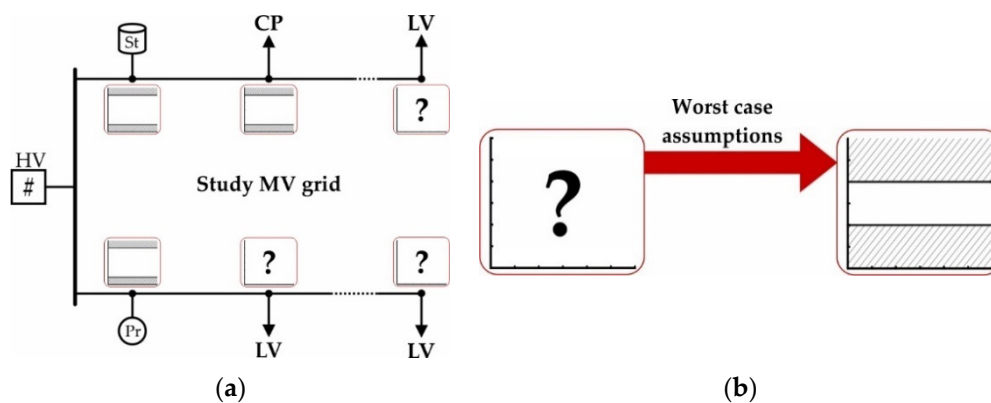 St
CP
LV
?
HV
#
Study MV grid
?
?
Pr
LV
LV
(a)
Worst case
assumptions
?
(b)